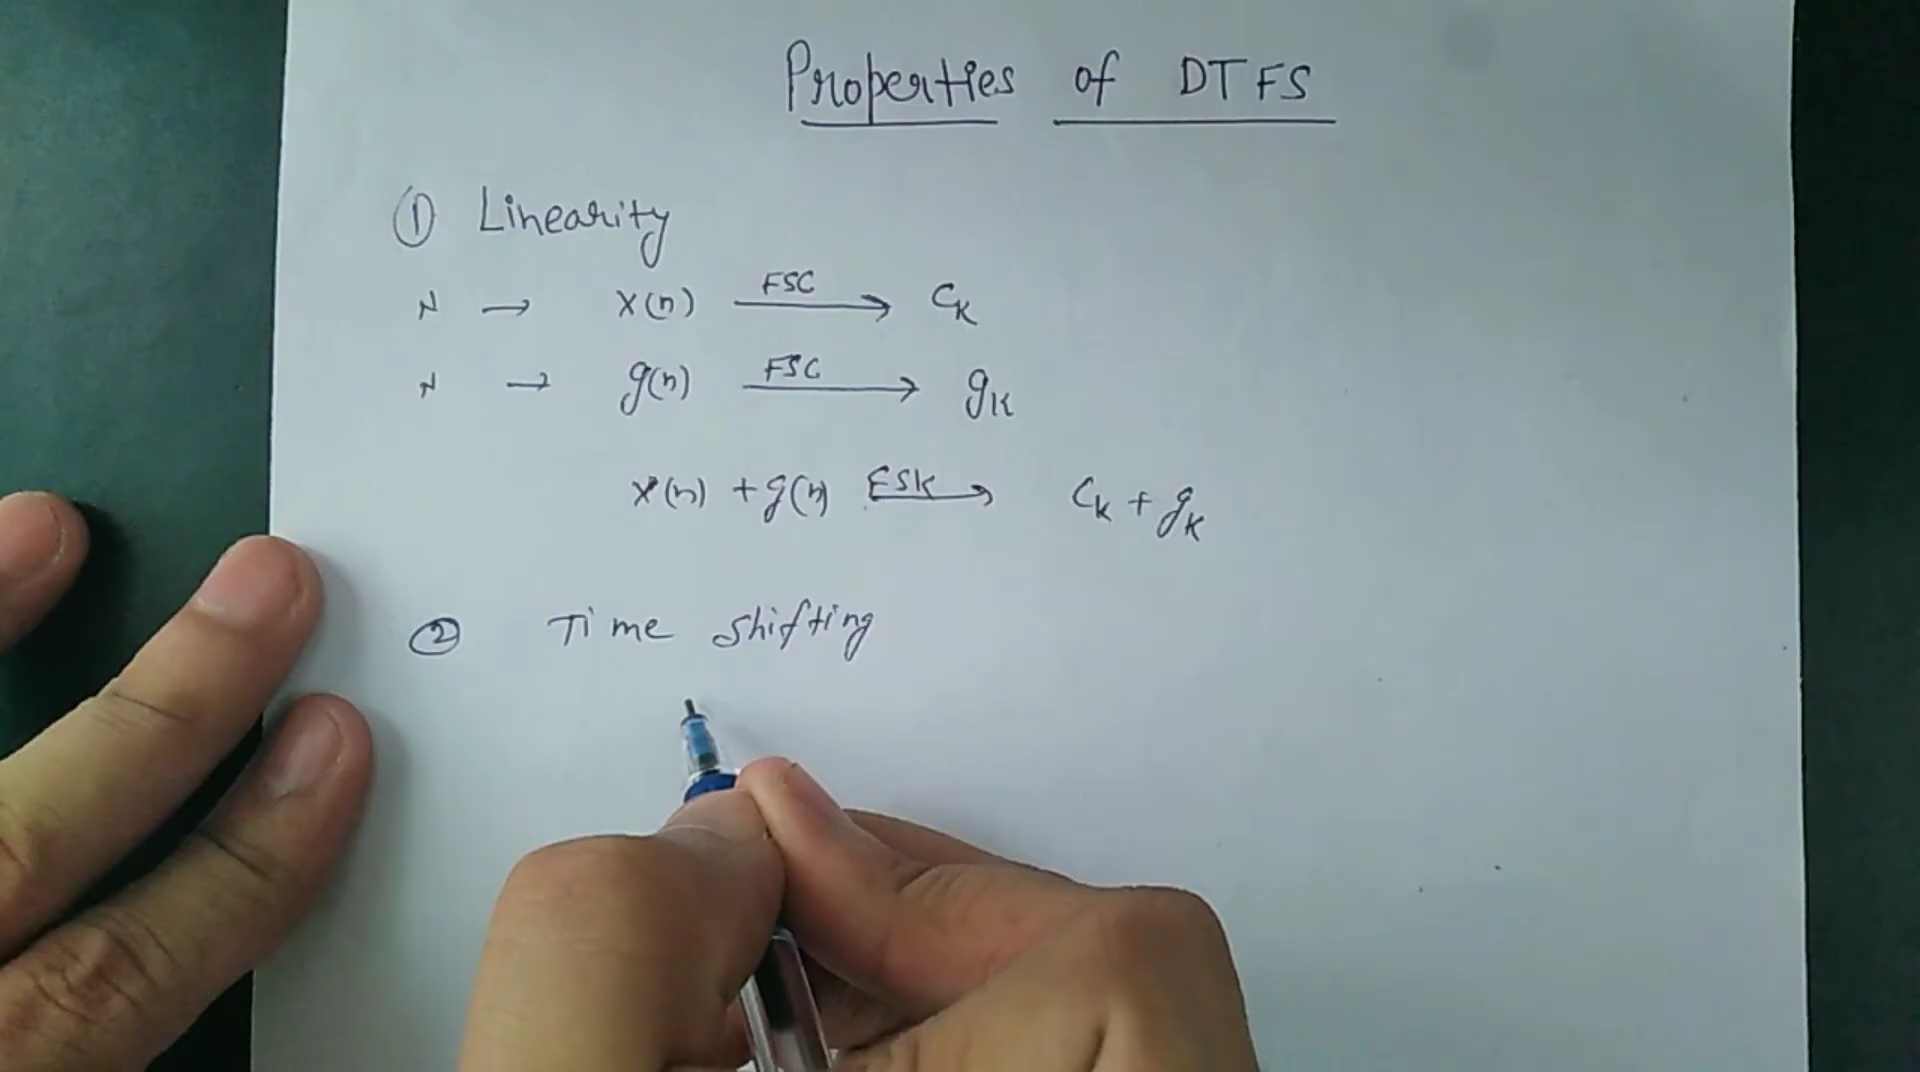 Properties of DTFS
① Linearity
N → x(n) FSC → CK
N → g(n) FSC → gK
x(n) + g(n) FSK → CK + gK
② Time shifting